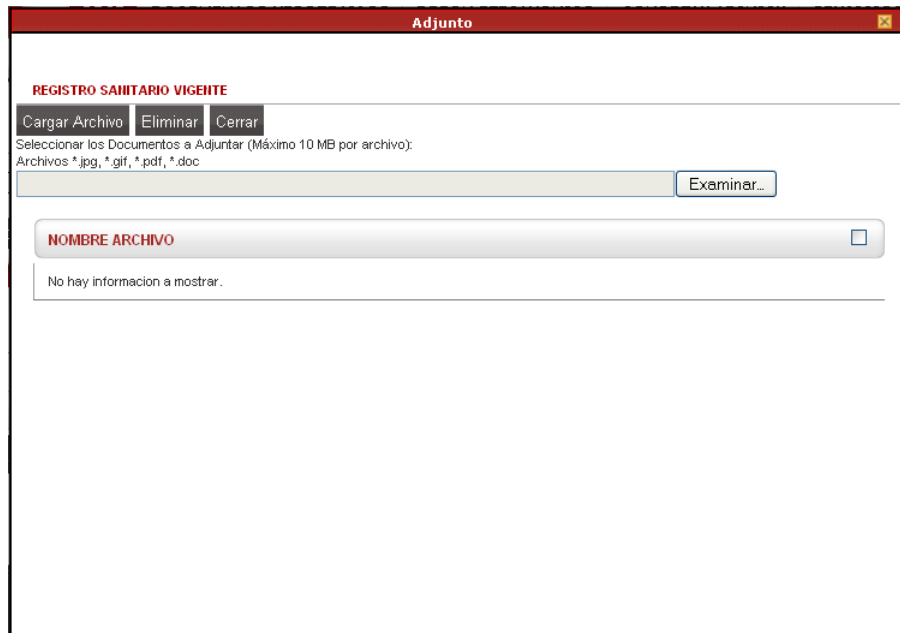 Adjunto
REGISTRO SANITARIO VIGENTE
Cargar Archivo Eliminar Cerrar
Seleccionar los Documentos a Adjuntar (Máximo 10 MB por archivo):
Archivos *.jpg, *.gif, *.pdf, *.doc
Examinar...
NOMBRE ARCHIVO
No hay informacion a mostrar.